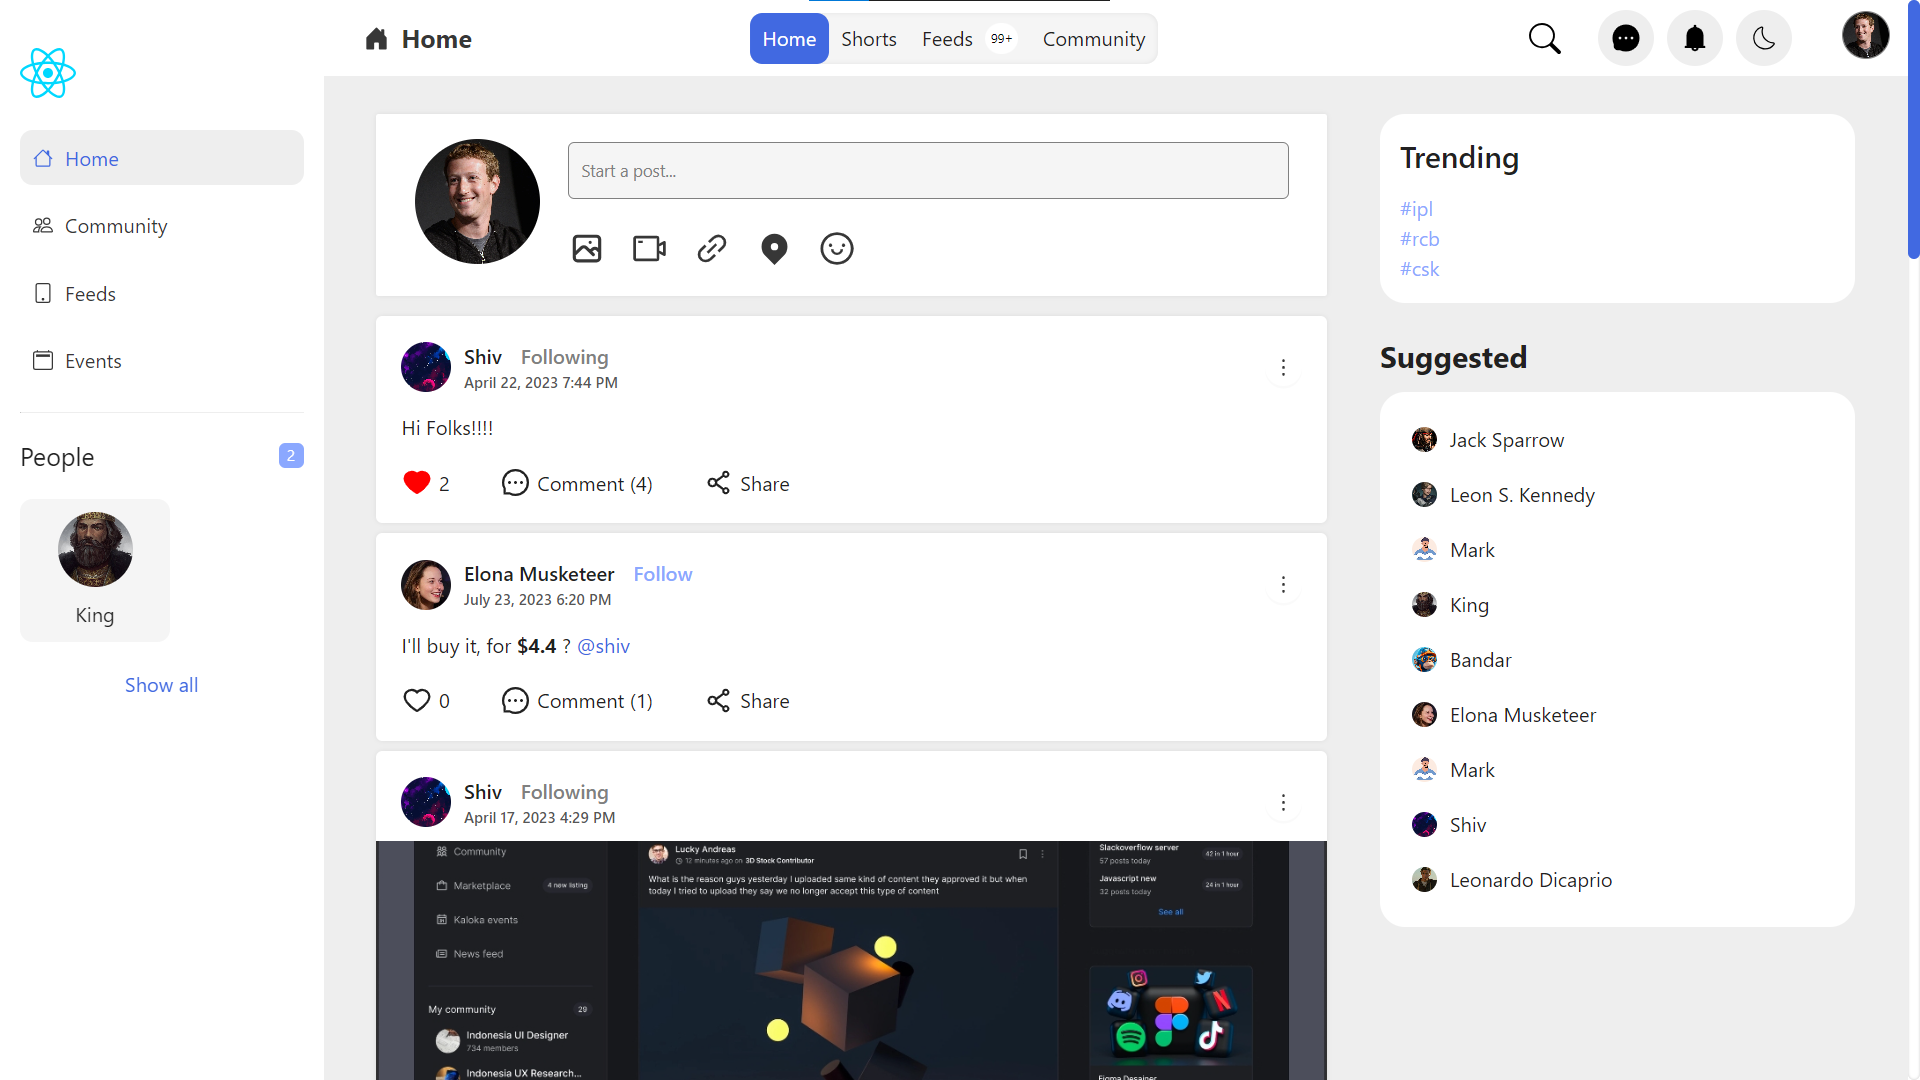 Home
Home
Shorts
Feeds
99+
Community
Home
Community
Feeds
Events
People
2
King
Show all
Start a post...
Shiv Following
April 22, 2023 7:44 PM
Hi Folks!!!!
2
Comment (4)
Share
Elona Musketeer Follow
July 23, 2023 6:20 PM
I'll buy it, for $4.4 ? @shiv
0
Comment (1)
Share
Shiv Following
April 17, 2023 4:29 PM
Community
Marketplace
4 new listing
Kaloka events
News feed
My community
29
Indonesia UI Designer
734 members
Indonesia UX Research...
Lucky Andreas
12 minutes ago on 3D Stock Contributor
What is the reason guys yesterday I uploaded same kind of content they approved it but when
today I tried to upload they say we no longer accept this type of content
Slackoverflow server
57 posts today
42 in 1 hour
Javascript new
32 posts today
24 in 1 hour
See all
Figma Desainer
Trending
#ipl
#rcb
#csk
Suggested
Jack Sparrow
Leon S. Kennedy
Mark
King
Bandar
Elona Musketeer
Mark
Shiv
Leonardo Dicaprio